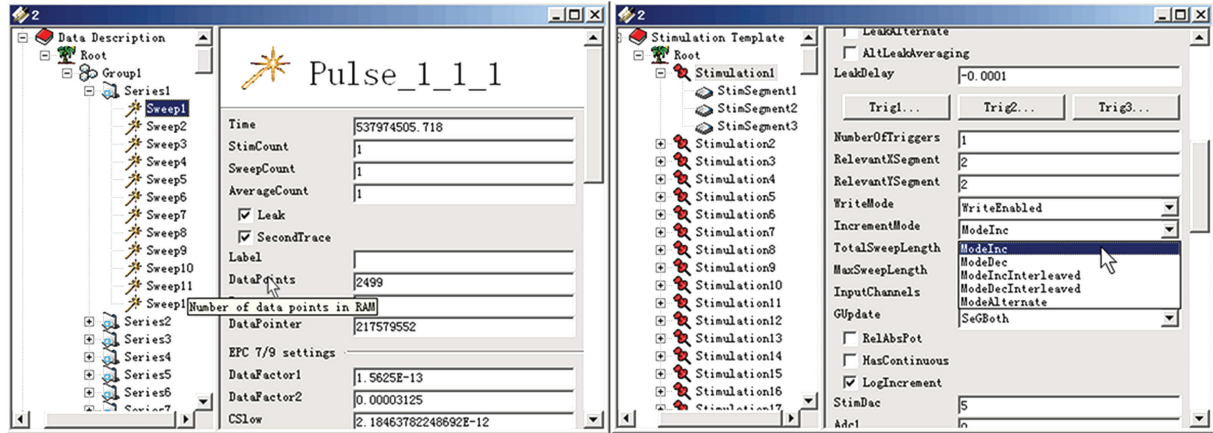 2
Data Description
Root
Group1
Series1
Sweep1
Sweep2
Sweep3
Sweep4
Sweep5
Sweep6
Sweep7
Sweep8
Sweep9
Sweep10
Sweep11
Sweep1
Series2
Series3
Series4
Series5
Series6
Series7
Pulse_1_1_1
Time 537974505.718
StimCount 1
SweepCount 1
AverageCount 1
Leak
SecondTrace
Label
DataPoints 2499
Number of data points in RAM
DataPointer 217579552
EPC 7/9 settings
DataFactor1 1.5625E-13
DataFactor2 0.00003125
CSlow 2.18463782248692E-12
2
Stimulation Template
Root
Stimulation1
StimSegment1
StimSegment2
StimSegment3
Stimulation2
Stimulation3
Stimulation4
Stimulation5
Stimulation6
Stimulation7
Stimulation8
Stimulation9
Stimulation10
Stimulation11
Stimulation12
Stimulation13
Stimulation14
Stimulation15
Stimulation16
Stimulation17
LeakAlternate
AltLeakAveraging
LeakDelay -0.0001
Trig1... Trig2... Trig3...
NumberOfTriggers 1
RelevantXSegment 2
RelevantYSegment 2
WriteMode WriteEnabled
IncrementMode ModeInc
TotalSweepLength ModeInc
ModeDec
MaxSweepLength ModeIncInterleaved
InputChannels ModeDecInterleaved
ModeAlternate
GUpdate SeGBoth
RelAbsPot
HasContinuous
LogIncrement
StimDac 5
Adc1 0